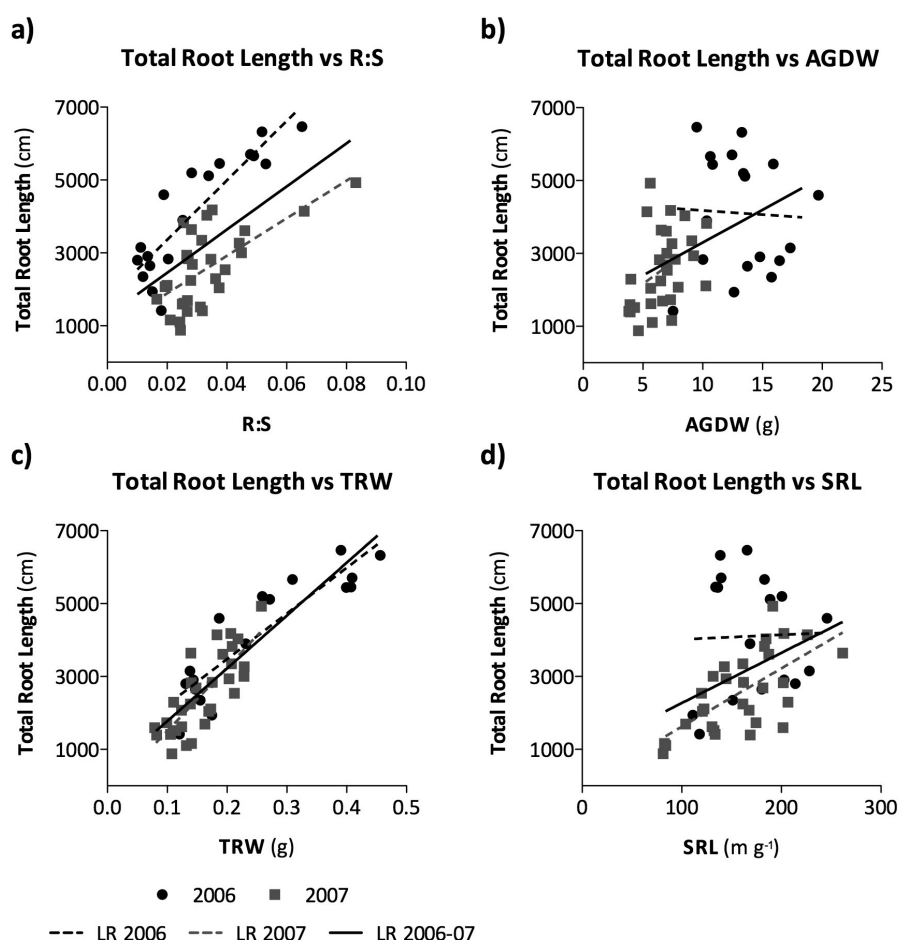 a)
Total Root Length vs R:S
Total Root Length (cm)
7000
5000
3000
1000
0.00 0.02 0.04 0.06 0.08 0.10
R:S
b)
Total Root Length vs AGDW
Total Root Length (cm)
7000
5000
3000
1000
0 5 10 15 20 25
AGDW (g)
c)
Total Root Length vs TRW
Total Root Length (cm)
7000
5000
3000
1000
0.0 0.1 0.2 0.3 0.4 0.5
TRW (g)
d)
Total Root Length vs SRL
Total Root Length (cm)
7000
5000
3000
1000
0 100 200 300
SRL (m g⁻¹)
2006 2007
LR 2006 LR 2007 LR 2006-07